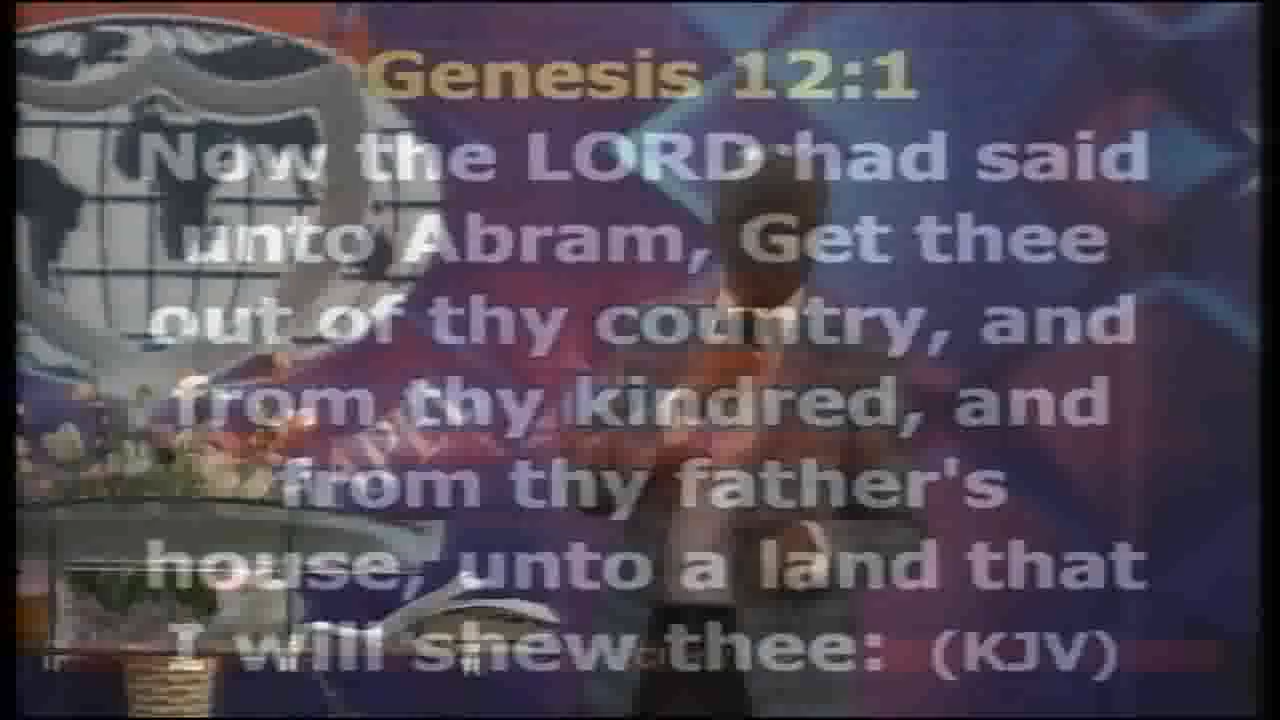 Genesis 12:1
Now the LORD had said
unto Abram, Get thee
out of thy country, and
from thy kindred, and
from thy father's
house, unto a land that
I will shew thee: (KJV)